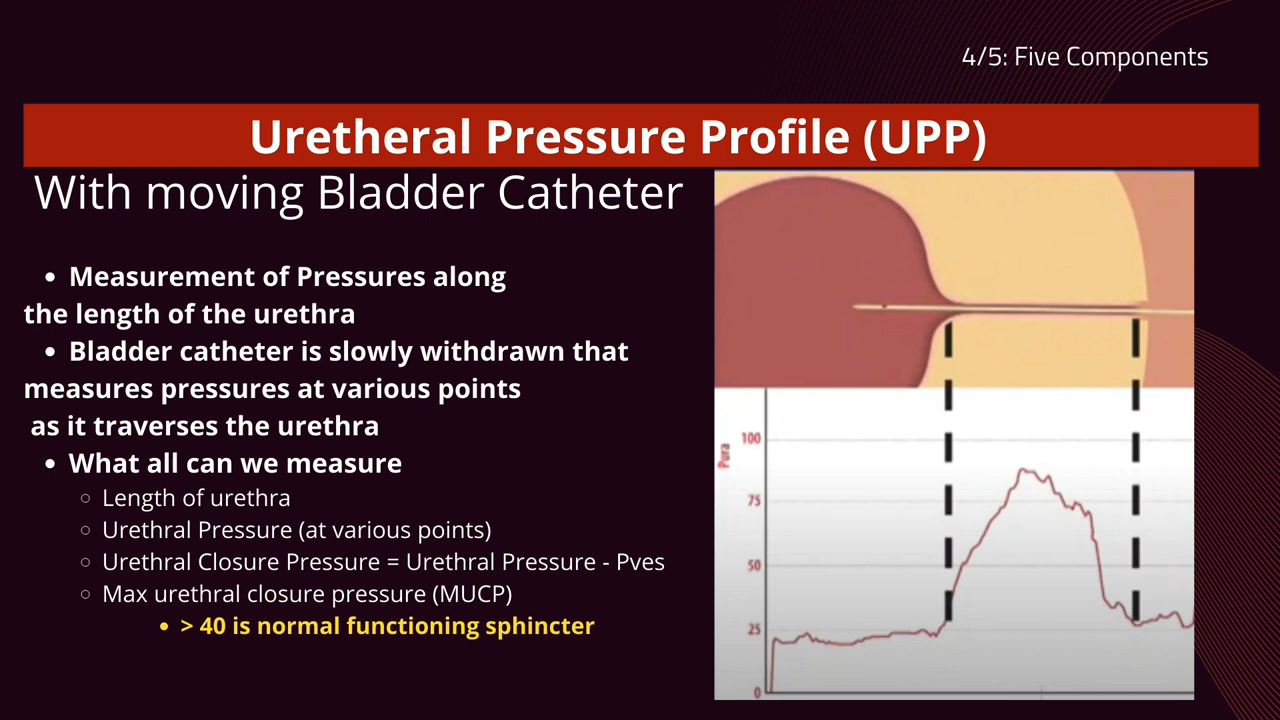 4/5: Five Components
Uretheral Pressure Profile (UPP)
With moving Bladder Catheter
• Measurement of Pressures along
the length of the urethra
• Bladder catheter is slowly withdrawn that
measures pressures at various points
as it traverses the urethra
• What all can we measure
○ Length of urethra
○ Urethral Pressure (at various points)
○ Urethral Closure Pressure = Urethral Pressure - Pves
○ Max urethral closure pressure (MUCP)
• > 40 is normal functioning sphincter
Pura
100
75
50
25
0